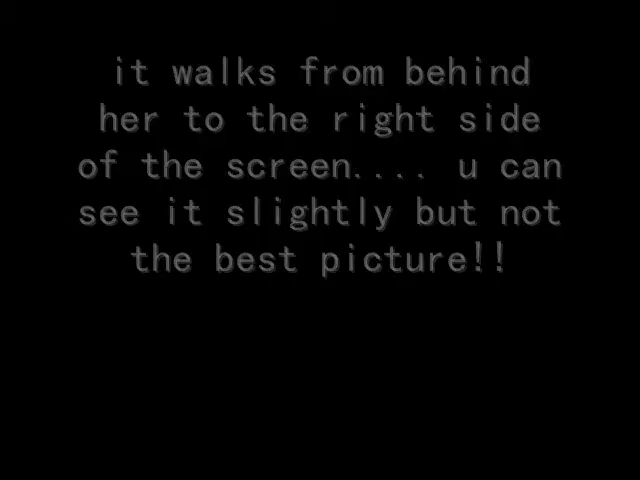 it walks from behind
her to the right side
of the screen.... u can
see it slightly but not
the best picture!!